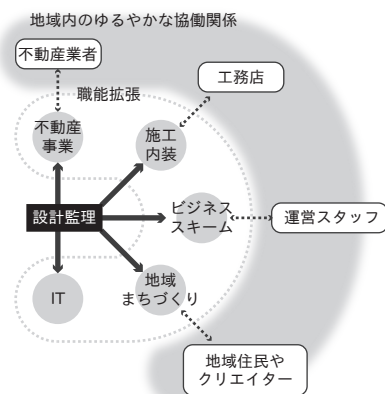 地域内のゆるやかな協働関係
不動産業者
職能拡張
工務店
不動産
事業
施工
内装
設計監理
ビジネス
スキーム
運営スタッフ
IT
地域
まちづくり
地域住民や
クリエイター